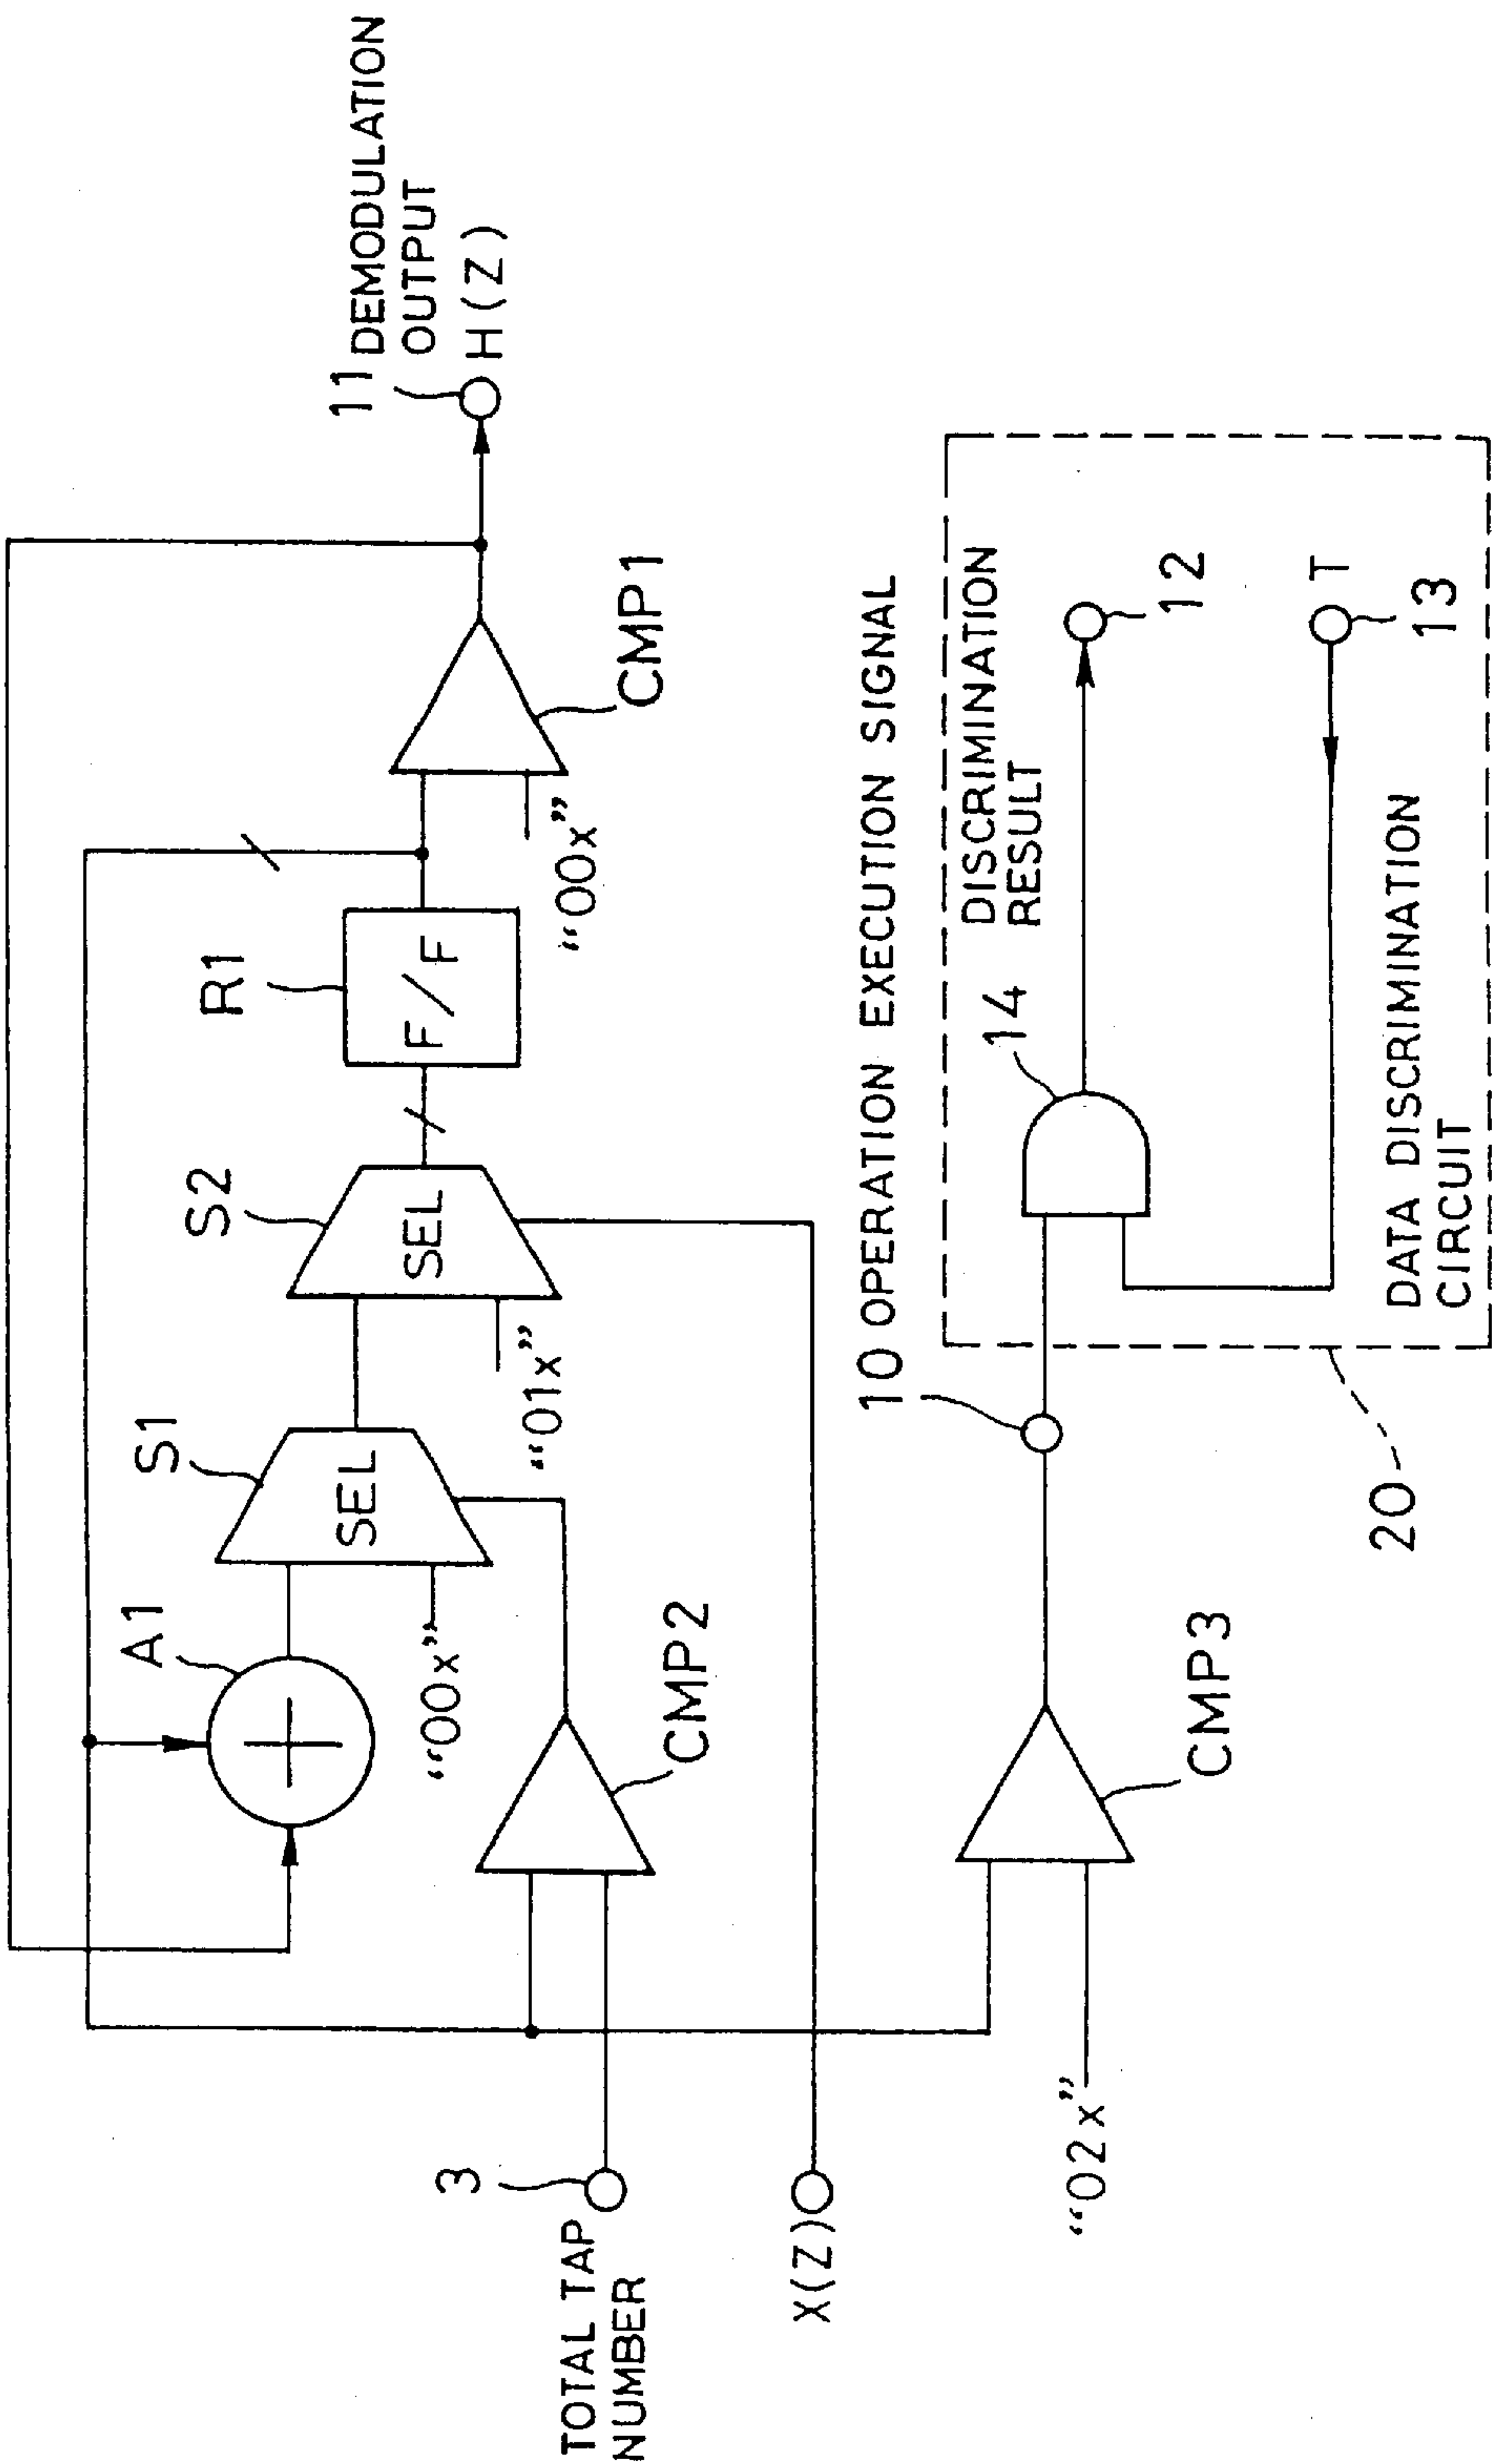 11 DEMODULATION
OUTPUT
H(Z)
A1
S1
SEL
"00x"
S2
SEL
"01x"
R1
F/F
"00x"
CMP1
3
TOTAL TAP
NUMBER
CMP2
X(Z)
"02x"
CMP3
10 OPERATION EXECUTION SIGNAL
14
DISCRIMINATION
RESULT
12
T
13
DATA DISCRIMINATION
CIRCUIT
20